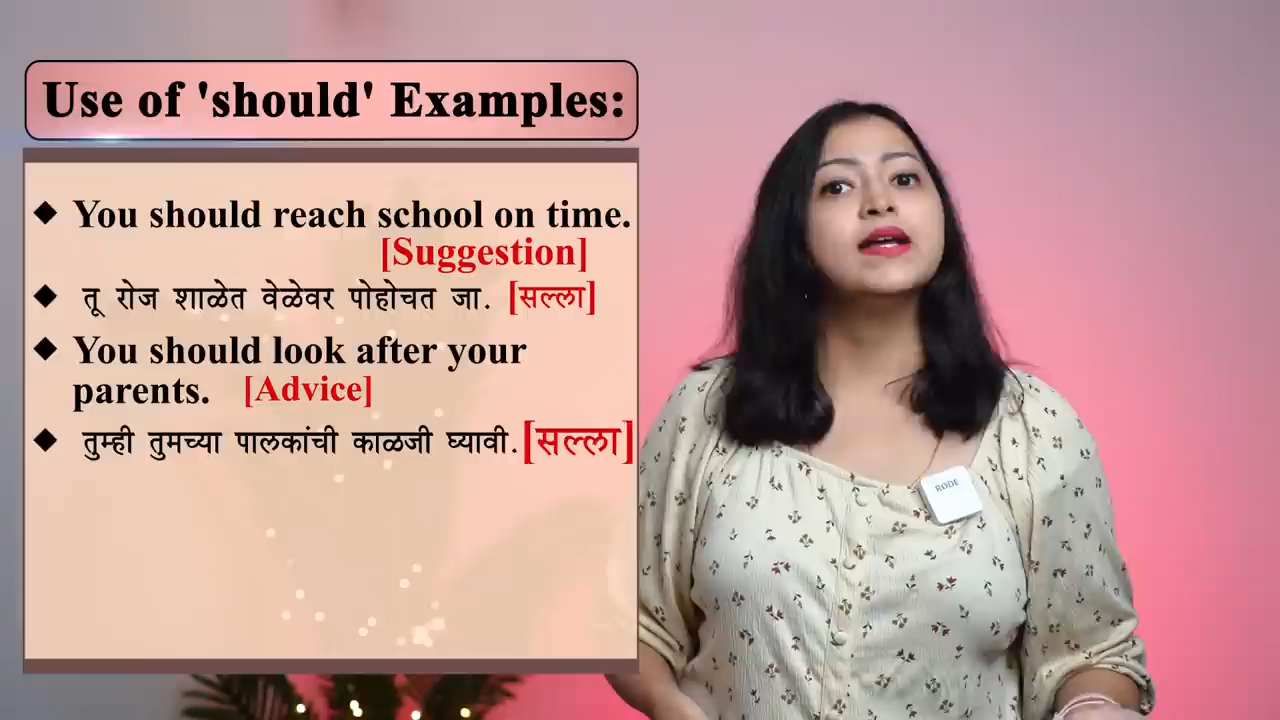 Use of 'should' Examples:
◆ You should reach school on time.
[Suggestion]
◆ तू रोज शाळेत वेळेवर पोहोचत जा. [सल्ला]
◆ You should look after your
parents. [Advice]
◆ तुम्ही तुमच्या पालकांची काळजी घ्यावी.[सल्ला]
RODE